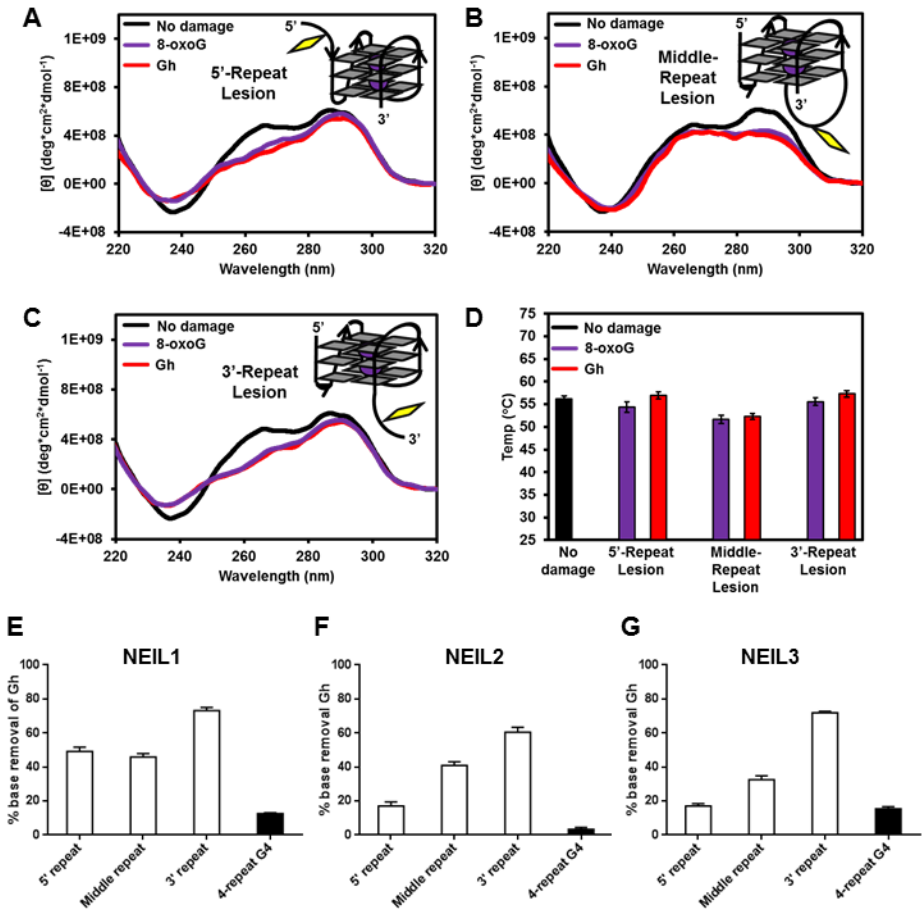 A
No damage
8-oxoG
Gh
5'
5'-Repeat
Lesion
3'
[θ] (deg*cm²*dmol⁻¹)
1E+09
8E+08
4E+08
0E+00
-4E+08
220 240 260 280 300 320
Wavelength (nm)
B
No damage
8-oxoG
Gh
5'
Middle-
Repeat
Lesion
3'
[θ] (deg*cm²*dmol⁻¹)
1E+09
8E+08
4E+08
0E+00
-4E+08
220 240 260 280 300 320
Wavelength (nm)
C
No damage
8-oxoG
Gh
5'
3'-Repeat
Lesion
3'
[θ] (deg*cm²*dmol⁻¹)
1E+09
8E+08
4E+08
0E+00
-4E+08
220 240 260 280 300 320
Wavelength (nm)
D
No damage
8-oxoG
Gh
Temp (°C)
75
70
65
60
55
50
45
40
35
30
25
No
damage
5'-Repeat
Lesion
Middle-
Repeat
Lesion
3'-Repeat
Lesion
E
NEIL1
% base removal of Gh
100
80
60
40
20
0
5' repeat
Middle repeat
3' repeat
4-repeat G4
F
NEIL2
% base removal Gh
100
80
60
40
20
0
5' repeat
Middle repeat
3' repeat
4-repeat G4
G
NEIL3
% base removal Gh
100
80
60
40
20
0
5' repeat
Middle repeat
3' repeat
4-repeat G4